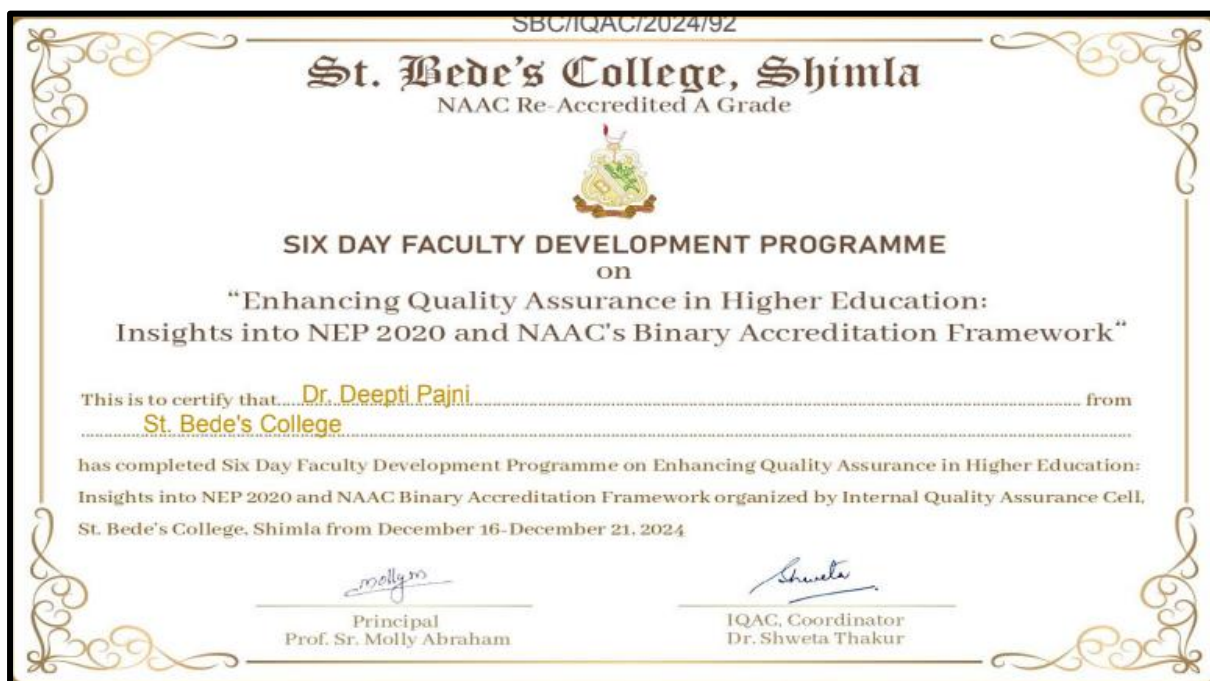 SBC/IQAC/2024/92
St. Bede's College, Shimla
NAAC Re-Accredited A Grade
SIX DAY FACULTY DEVELOPMENT PROGRAMME
on
“Enhancing Quality Assurance in Higher Education:
Insights into NEP 2020 and NAAC's Binary Accreditation Framework“
This is to certify that Dr. Deepti Pajni from
St. Bede's College
has completed Six Day Faculty Development Programme on Enhancing Quality Assurance in Higher Education:
Insights into NEP 2020 and NAAC Binary Accreditation Framework organized by Internal Quality Assurance Cell,
St. Bede's College, Shimla from December 16-December 21, 2024
mollym
Shweta
Principal
Prof. Sr. Molly Abraham
IQAC, Coordinator
Dr. Shweta Thakur